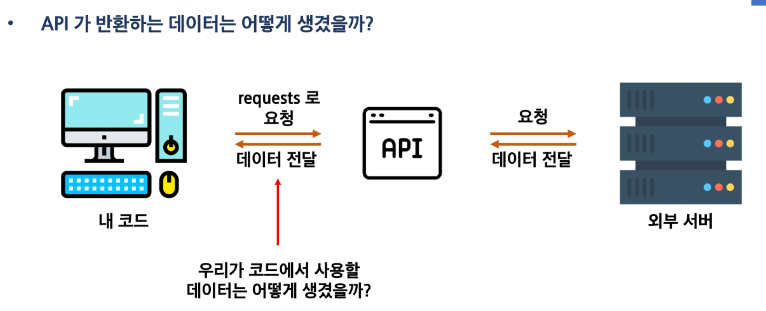 • API 가 반환하는 데이터는 어떻게 생겼을까?
requests 로
요청
데이터 전달
API
요청
데이터 전달
내 코드
외부 서버
우리가 코드에서 사용할
데이터는 어떻게 생겼을까?